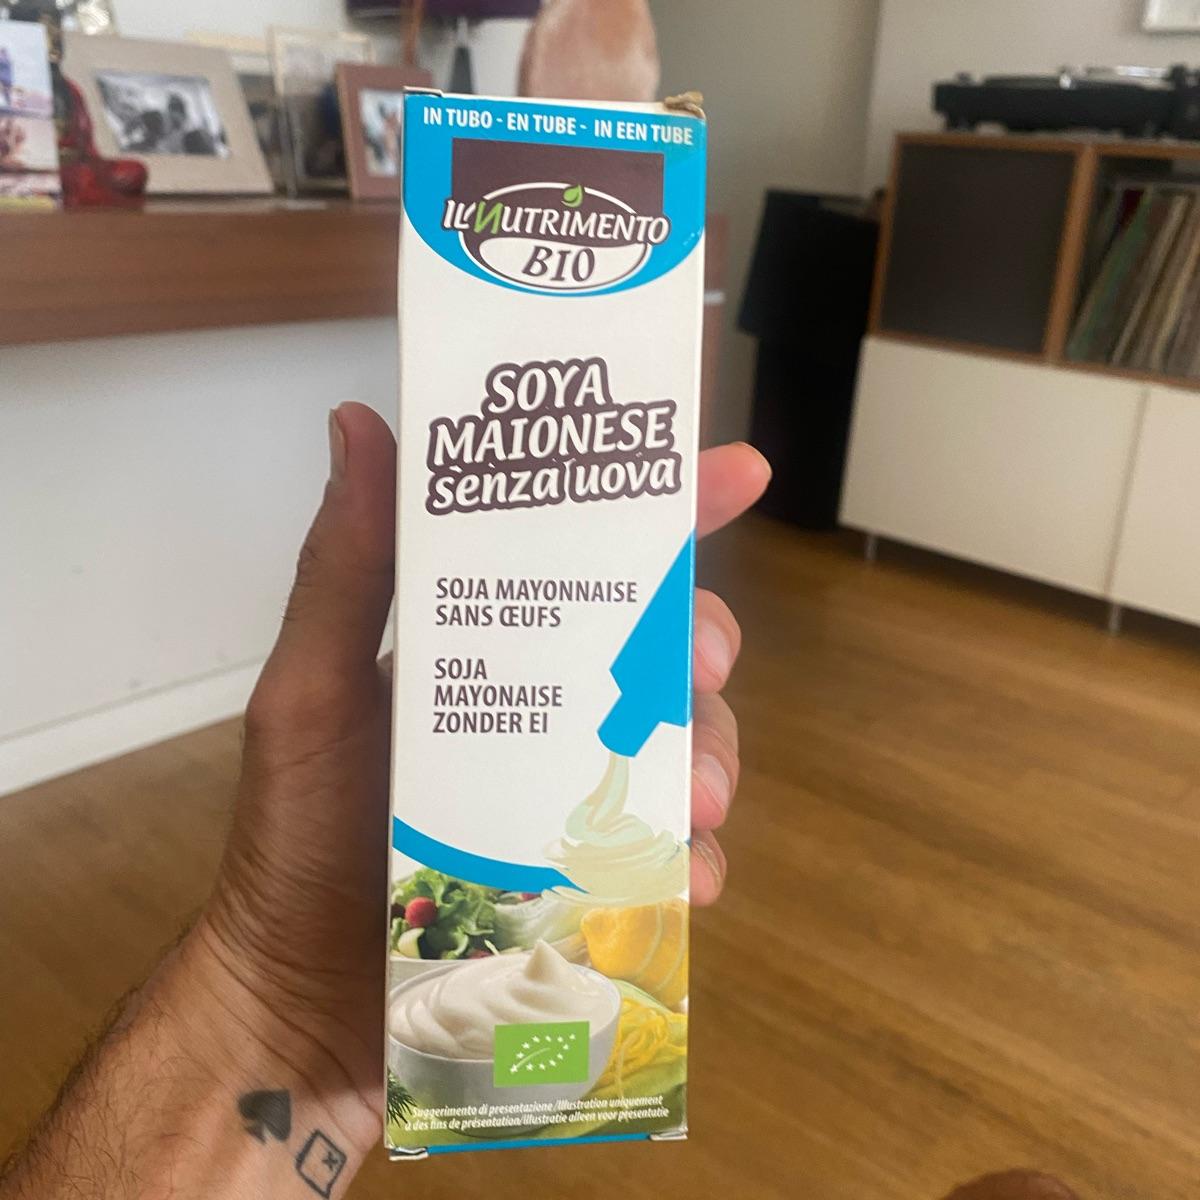 IN TUBO - EN TUBE - IN EEN TUBE
IL NUTRIMENTO
BIO
SOYA
MAIONESE
senza uova
SOJA MAYONNAISE
SANS ŒUFS
SOJA
MAYONAISE
ZONDER EI
Suggerimento di presentazione/Illustration uniquement
à des fins de présentation/illustratie alleen voor presentatie